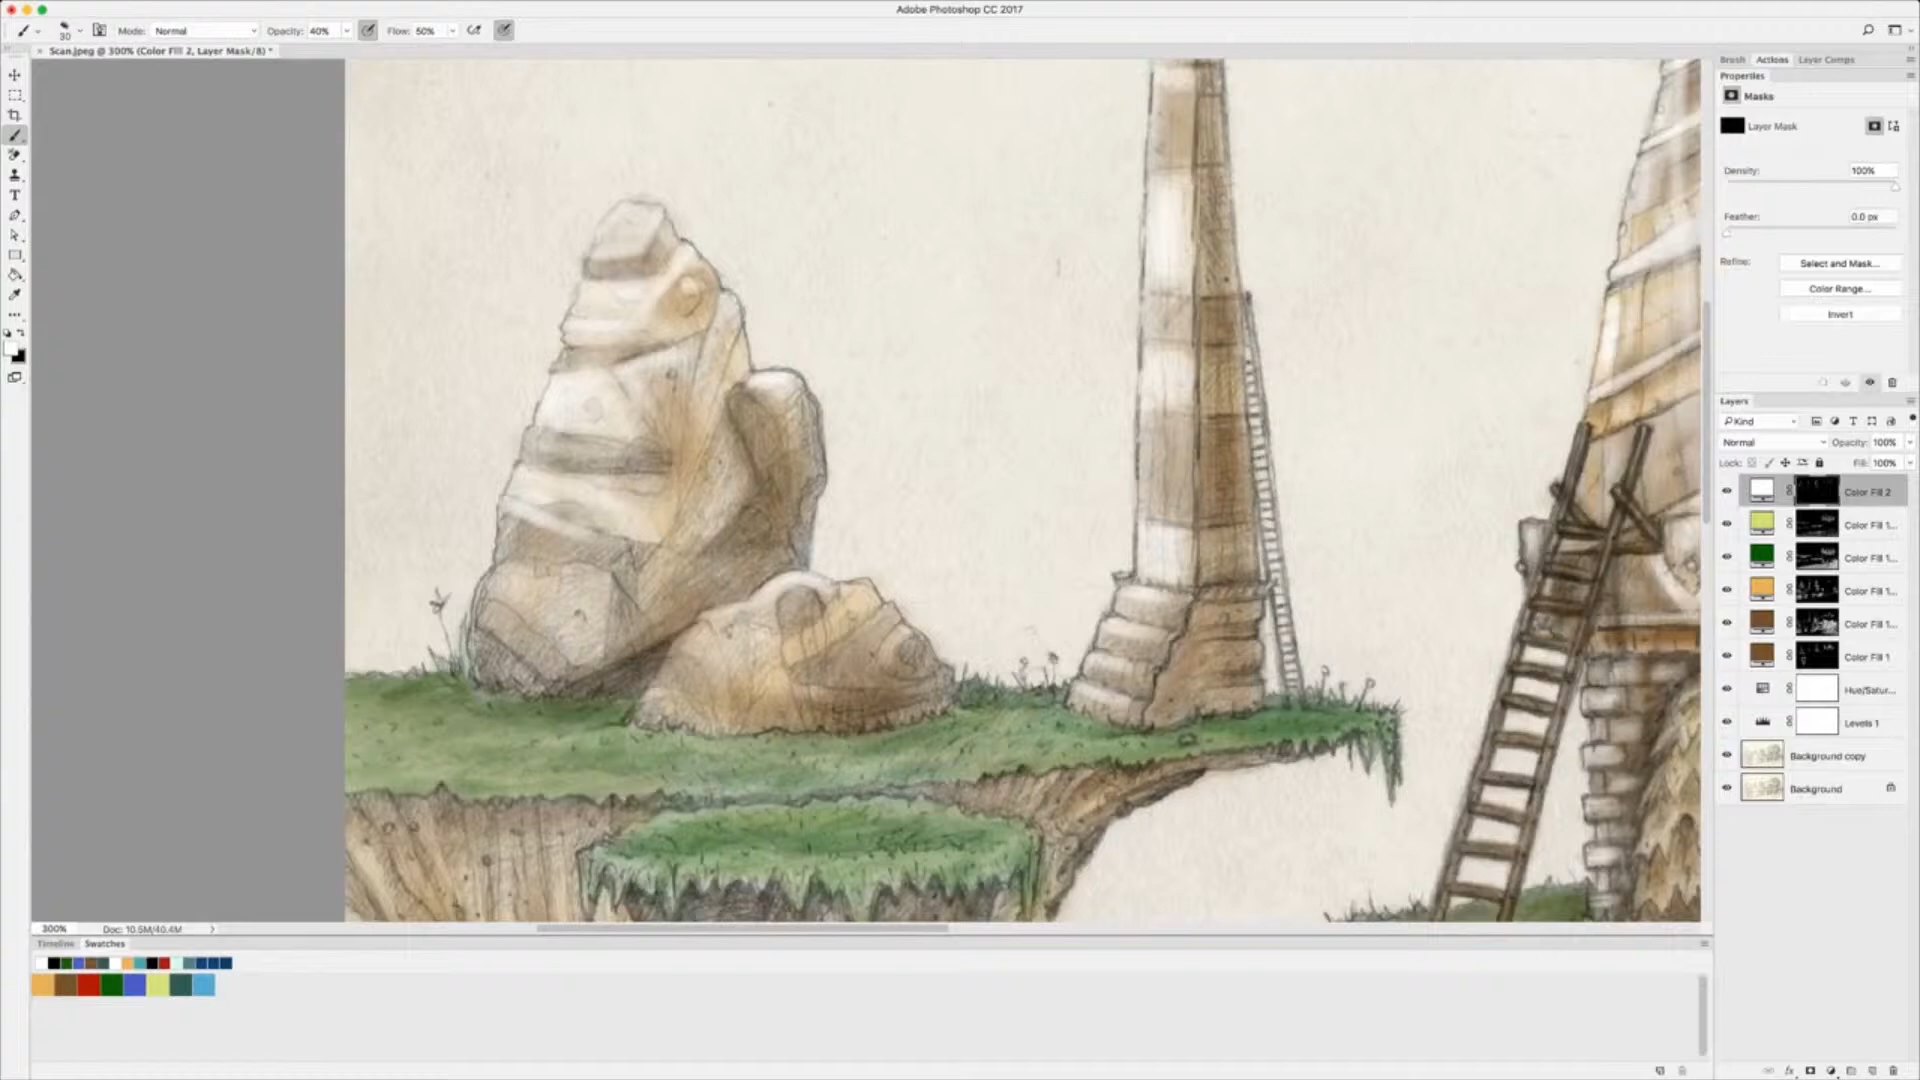 Adobe Photoshop CC 2017
30
Mode: Normal
Opacity: 40%
Flow: 50%
Scan.jpeg @ 300% (Color Fill 2, Layer Mask/8) *
Brush Actions Layer Comps
Properties
Masks
Layer Mask
Density: 100%
Feather: 0.0 px
Refine: Select and Mask...
Color Range...
Invert
Layers
Kind
Normal Opacity: 100%
Lock: Fill: 100%
Color Fill 2
Color Fill 1...
Color Fill 1...
Color Fill 1...
Color Fill 1...
Color Fill 1
Hue/Satur...
Levels 1
Background copy
Background
300% Doc: 10.5M/40.4M
Timeline Swatches